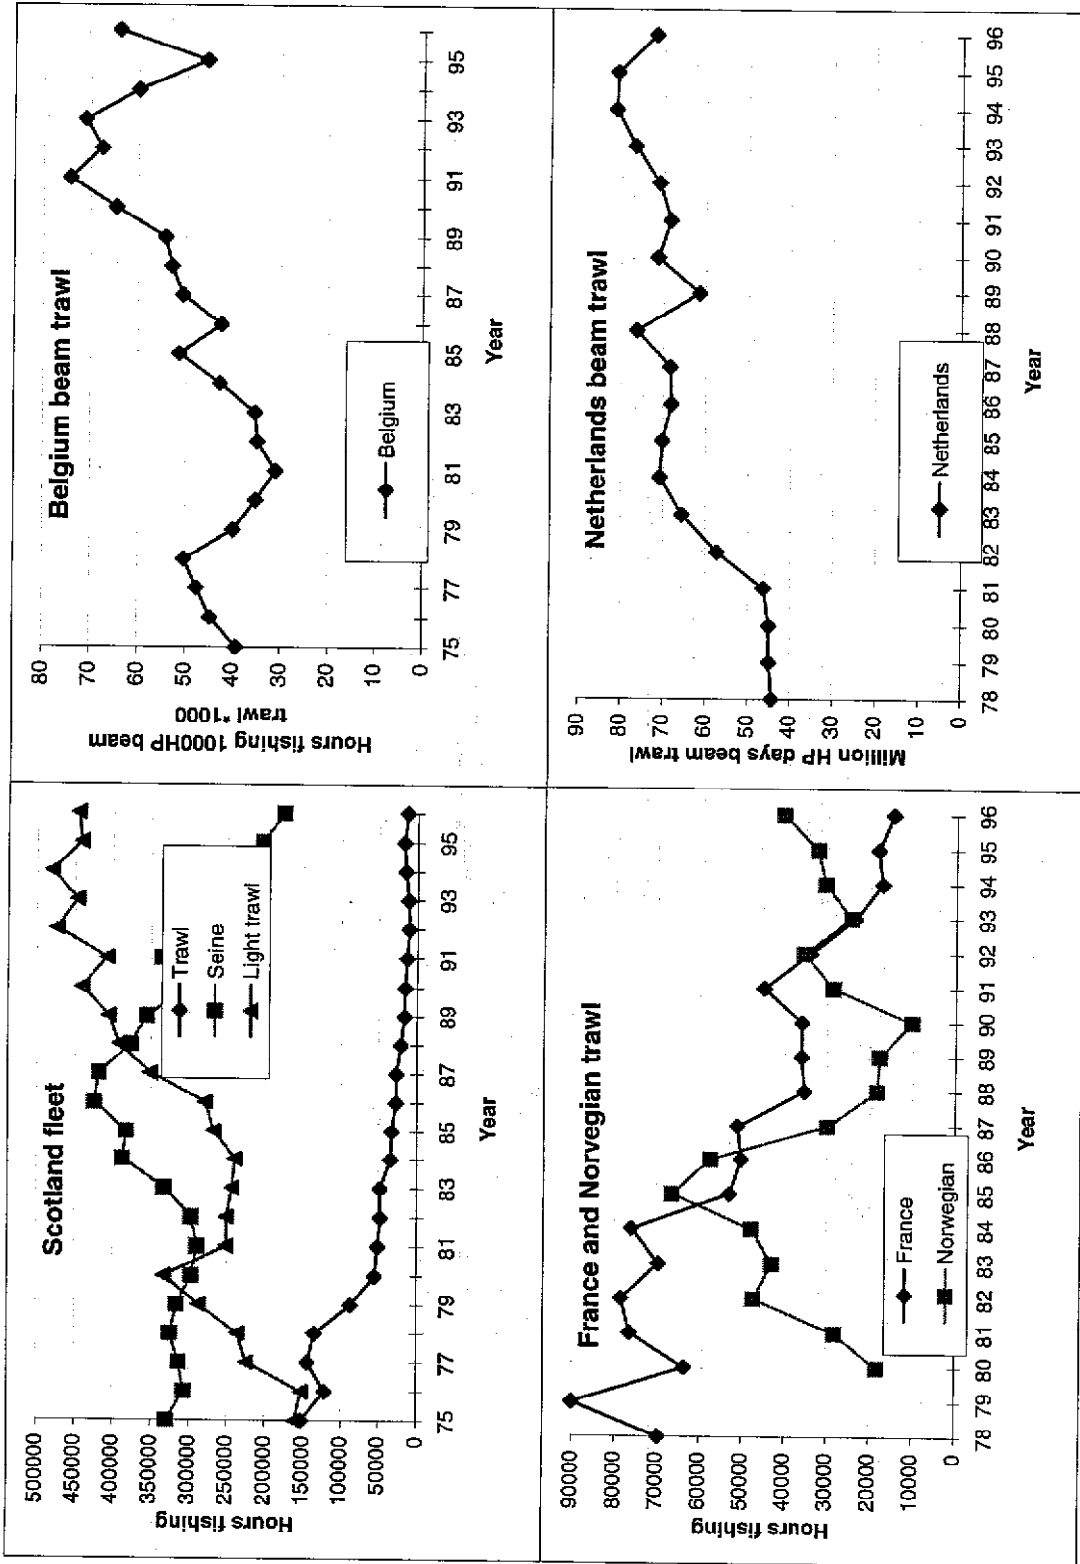 Scotland fleet
Hours fishing
500000
450000
400000
350000
300000
250000
200000
150000
100000
50000
0
75 77 79 81 83 85 87 89 91 93 95
Year
Trawl
Seine
Light trawl
Belgium beam trawl
Hours fishing 1000HP beam
trawl *1000
80
70
60
50
40
30
20
10
0
75 77 79 81 83 85 87 89 91 93 95
Year
Belgium
France and Norvegian trawl
Hours fishing
90000
80000
70000
60000
50000
40000
30000
20000
10000
0
78 79 80 81 82 83 84 85 86 87 88 89 90 91 92 93 94 95 96
Year
France
Norwegian
Netherlands beam trawl
Million HP days beam trawl
90
80
70
60
50
40
30
20
10
0
78 79 80 81 82 83 84 85 86 87 88 89 90 91 92 93 94 95 96
Year
Netherlands